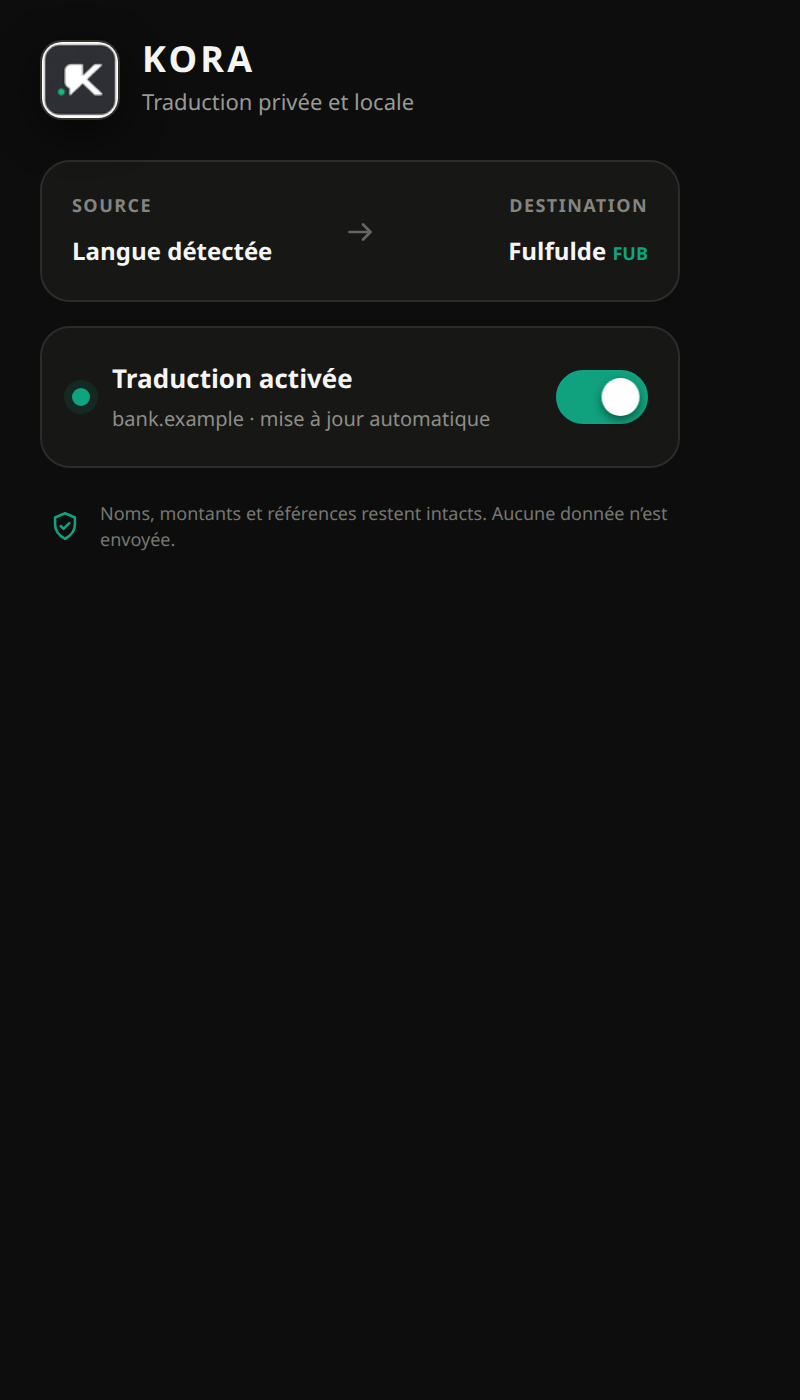 KORA
Traduction privée et locale
SOURCE
Langue détectée
→
DESTINATION
Fulfulde FUB
Traduction activée
bank.example · mise à jour automatique
Noms, montants et références restent intacts. Aucune donnée n’est
envoyée.